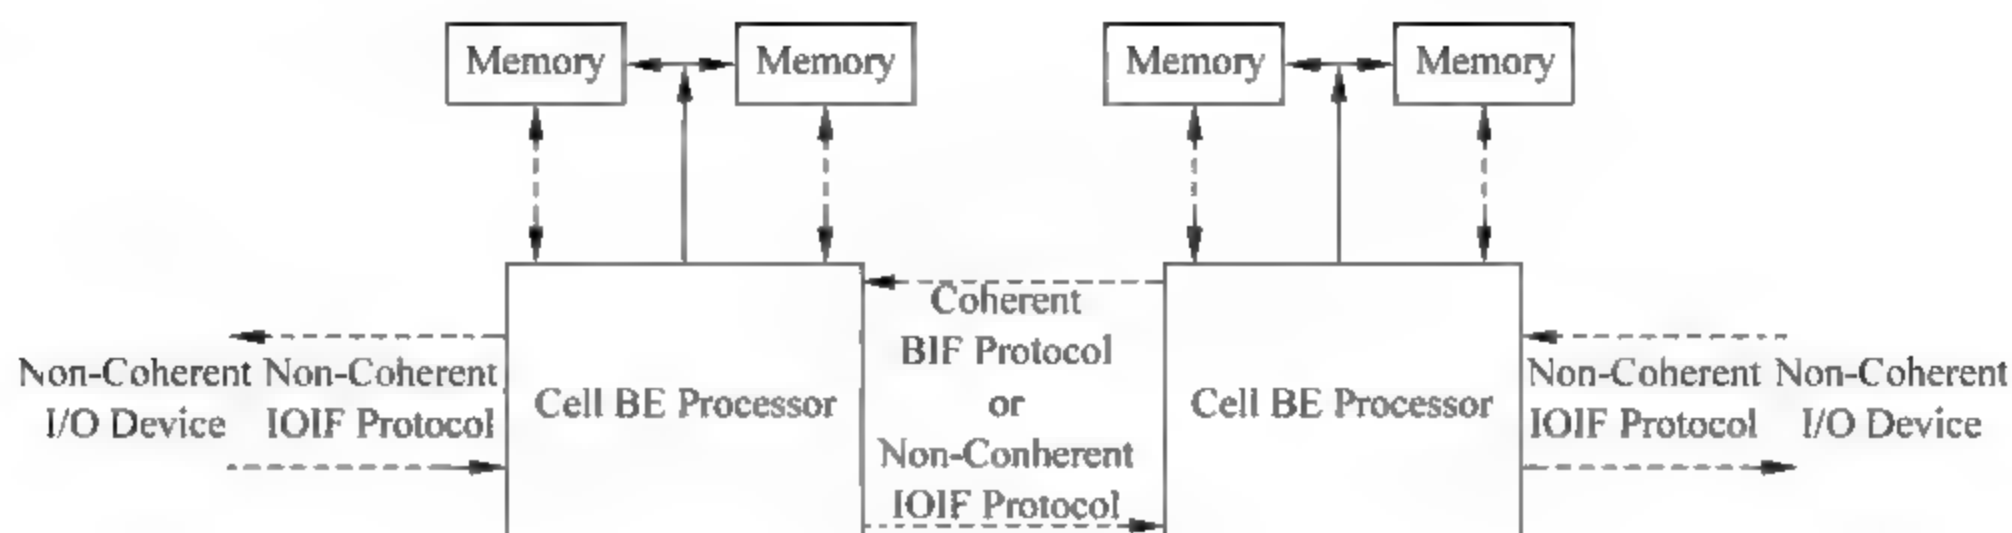 Memory Memory Memory Memory
Coherent
BIF Protocol
or
Non-Conherent
IOIF Protocol
Non-Coherent
I/O Device
Non-Coherent
IOIF Protocol
Cell BE Processor
Cell BE Processor
Non-Coherent
IOIF Protocol
Non-Coherent
I/O Device